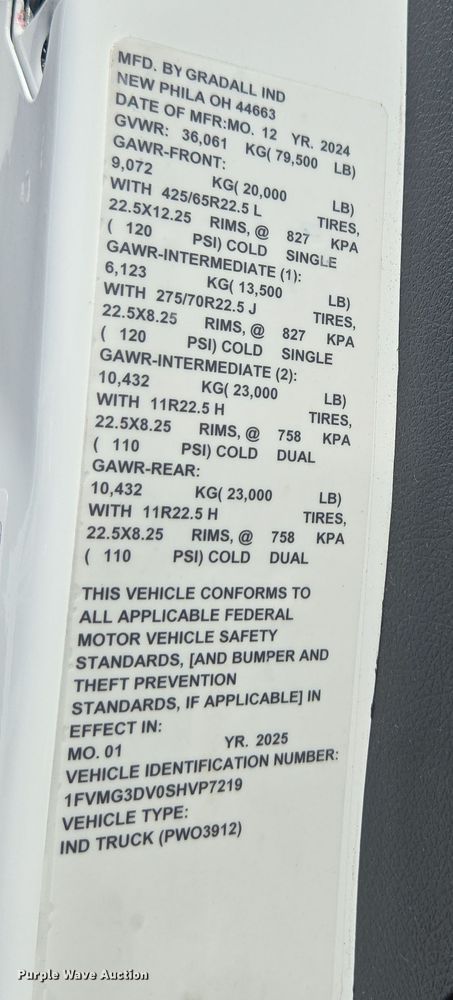 MFD. BY GRADALL IND
NEW PHILA OH 44663
DATE OF MFR:MO. 12 YR. 2024
GVWR: 36,061 KG( 79,500 LB)
GAWR-FRONT:
9,072 KG( 20,000 LB)
WITH 425/65R22.5 L TIRES,
22.5X12.25 RIMS, @ 827 KPA
( 120 PSI) COLD SINGLE
GAWR-INTERMEDIATE (1):
6,123 KG( 13,500 LB)
WITH 275/70R22.5 J TIRES,
22.5X8.25 RIMS, @ 827 KPA
( 120 PSI) COLD SINGLE
GAWR-INTERMEDIATE (2):
10,432 KG( 23,000 LB)
WITH 11R22.5 H TIRES,
22.5X8.25 RIMS, @ 758 KPA
( 110 PSI) COLD DUAL
GAWR-REAR:
10,432 KG( 23,000 LB)
WITH 11R22.5 H TIRES,
22.5X8.25 RIMS, @ 758 KPA
( 110 PSI) COLD DUAL
THIS VEHICLE CONFORMS TO
ALL APPLICABLE FEDERAL
MOTOR VEHICLE SAFETY
STANDARDS, [AND BUMPER AND
THEFT PREVENTION
STANDARDS, IF APPLICABLE] IN
EFFECT IN:
MO. 01 YR. 2025
VEHICLE IDENTIFICATION NUMBER:
1FVMG3DV0SHVP7219
VEHICLE TYPE:
IND TRUCK (PWO3912)
Purple Wave Auction